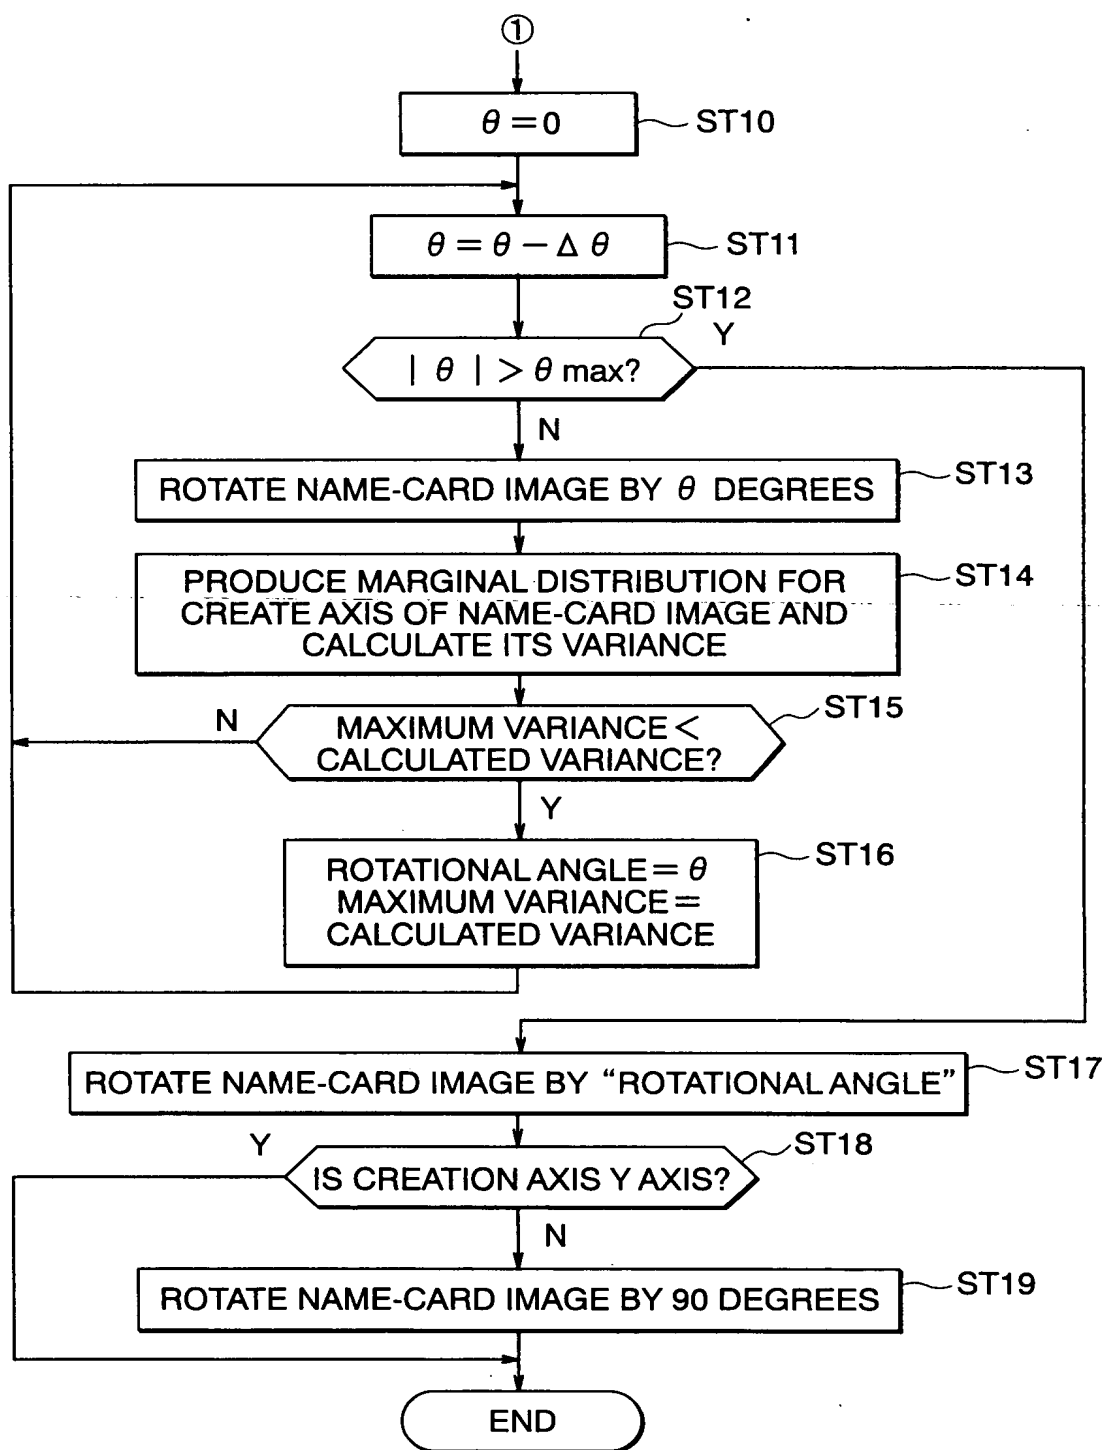 ①
θ=0
ST10
θ = θ − Δ θ
ST11
ST12
| θ | > θ max?
Y
N
ROTATE NAME-CARD IMAGE BY θ DEGREES
ST13
PRODUCE MARGINAL DISTRIBUTION FOR
CREATE AXIS OF NAME-CARD IMAGE AND
CALCULATE ITS VARIANCE
ST14
N
MAXIMUM VARIANCE <
CALCULATED VARIANCE?
ST15
Y
ROTATIONAL ANGLE = θ
MAXIMUM VARIANCE =
CALCULATED VARIANCE
ST16
ROTATE NAME-CARD IMAGE BY “ROTATIONAL ANGLE”
ST17
Y
IS CREATION AXIS Y AXIS?
ST18
N
ROTATE NAME-CARD IMAGE BY 90 DEGREES
ST19
END